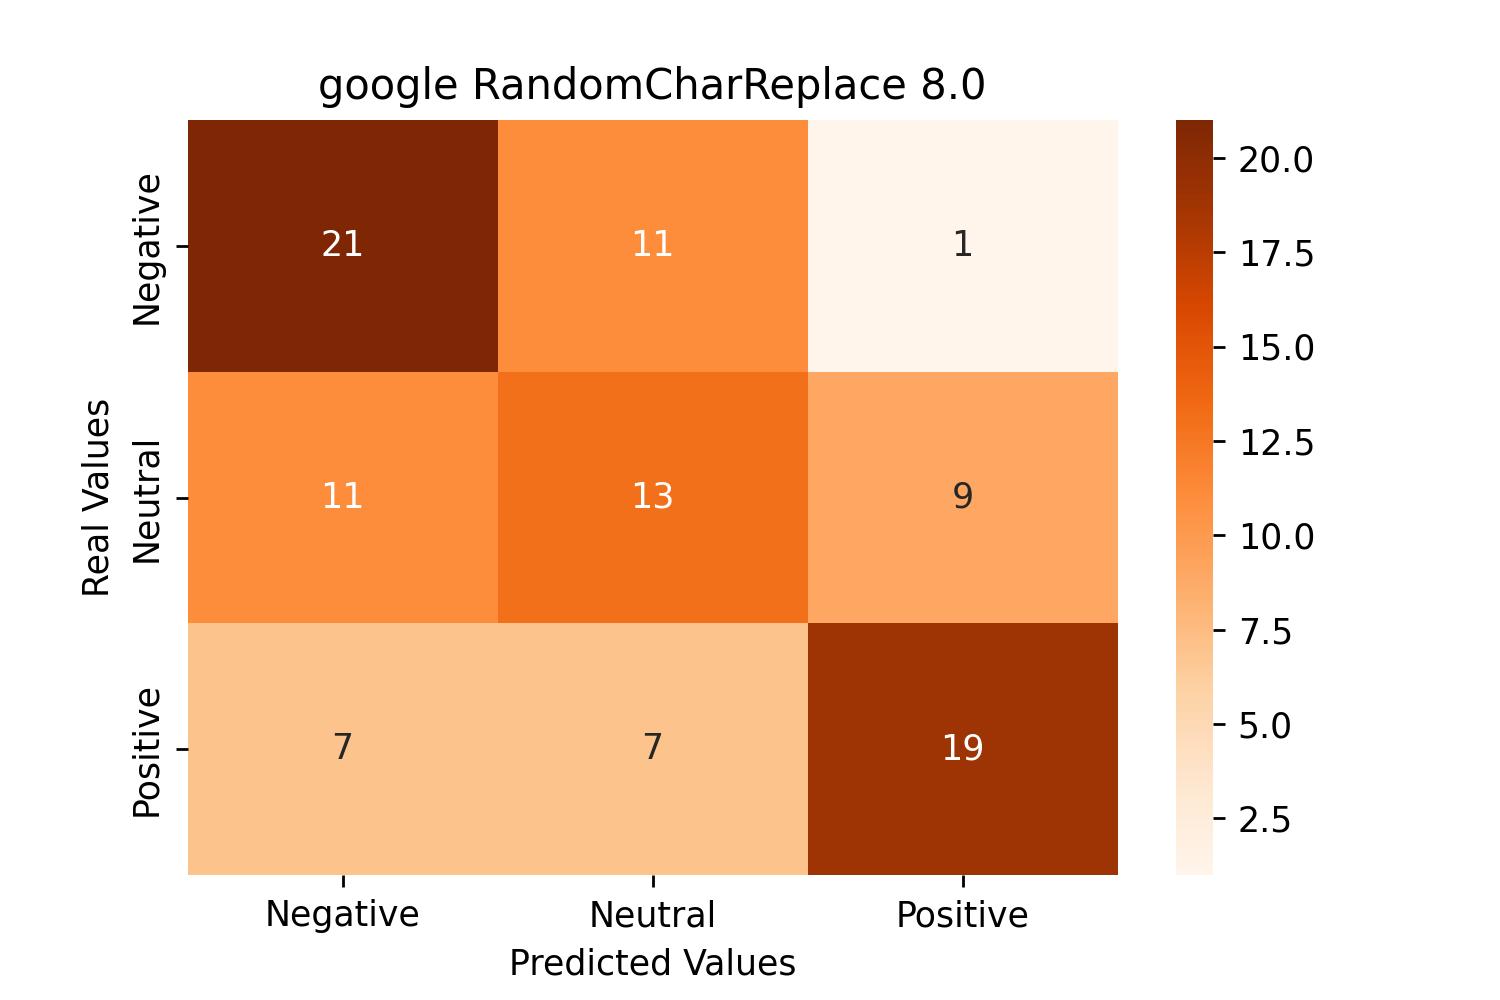 google RandomCharReplace 8.0
Real Values
Negative
21 11 1
Neutral
11 13 9
Positive
7 7 19
Negative Neutral Positive
Predicted Values
20.0
17.5
15.0
12.5
10.0
7.5
5.0
2.5